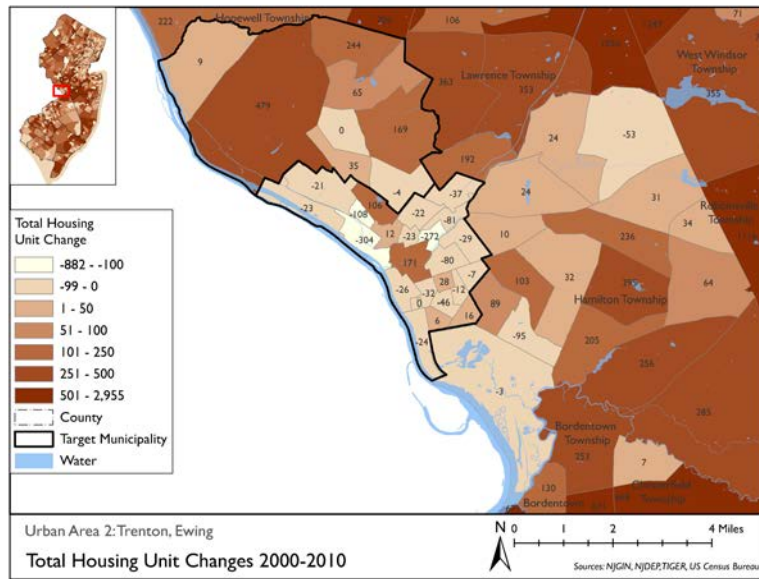 222
Hopewell Township
106
71
9
244
Lawrence Township
West Windsor
Township
355
363
353
65
479
0
169
-53
24
192
35
-21
-4
-37
24
31
-23
106
-108
-22
-81
34
12
-23
-272
-29
10
236
-304
171
-80
-7
103
32
64
-26
28
-12
Hamilton Township
-32
0
-46
89
6
16
-95
205
-24
256
-3
285
Bordentown
Township
253
7
130
Township
Bordentown
Total Housing
Unit Change
-882 - -100
-99 - 0
1 - 50
51 - 100
101 - 250
251 - 500
501 - 2,955
County
Target Municipality
Water
Urban Area 2: Trenton, Ewing
Total Housing Unit Changes 2000-2010
N
0 1 2 4 Miles
Sources: NJGIN, NJDEP,TIGER, US Census Bureau